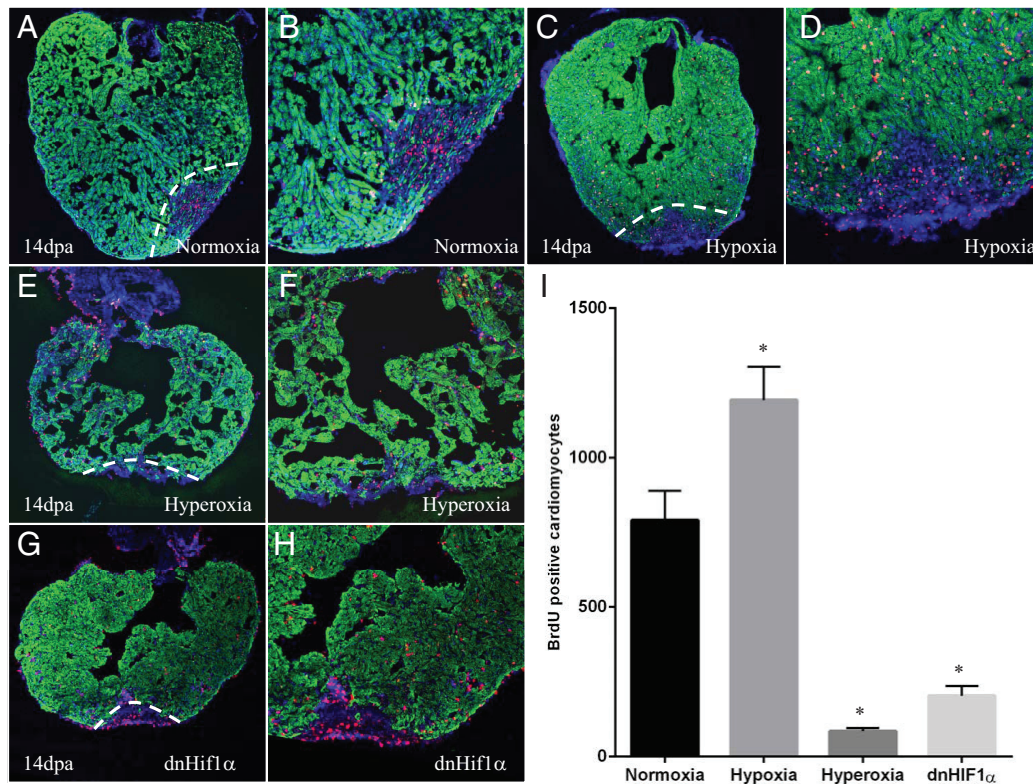 A
14dpa
Normoxia
B
Normoxia
C
14dpa
Hypoxia
D
Hypoxia
E
14dpa
Hyperoxia
F
Hyperoxia
G
14dpa
dnHif1α
H
dnHif1α
I
BrdU positive cardiomyocytes
1500
1000
500
0
*
*
*
Normoxia
Hypoxia
Hyperoxia
dnHIF1α